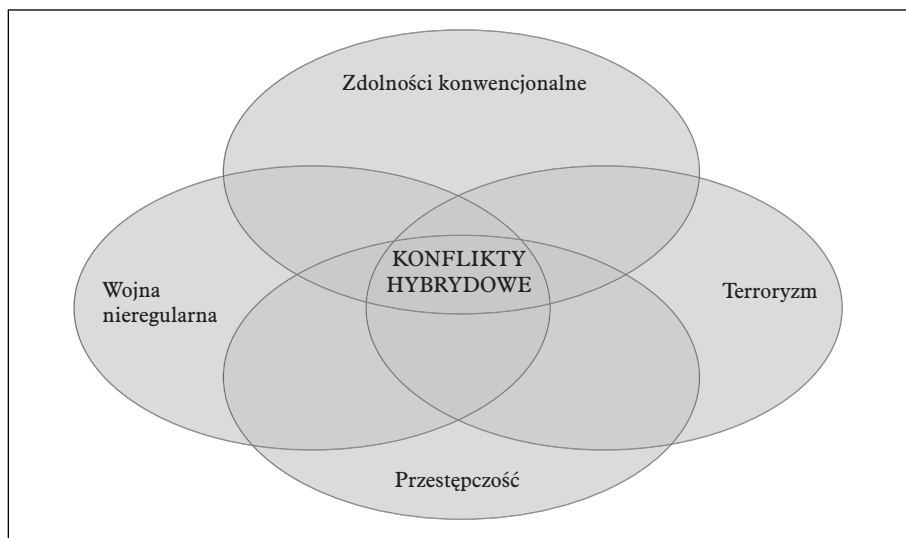 Zdolności konwencjonalne
KONFLIKTY
HYBRYDOWE
Wojna
nieregularna
Terroryzm
Przestępczość